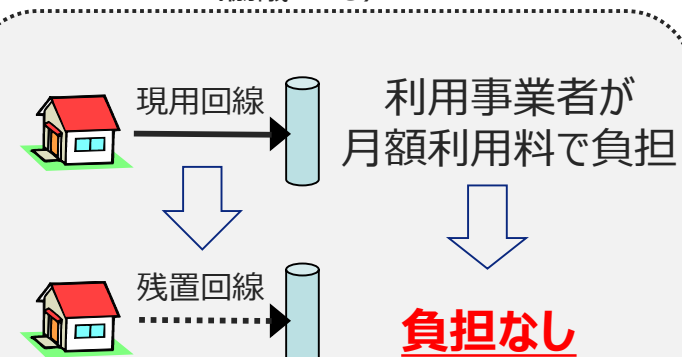 現用回線
利用事業者が
月額利用料で負担
残置回線
負担なし